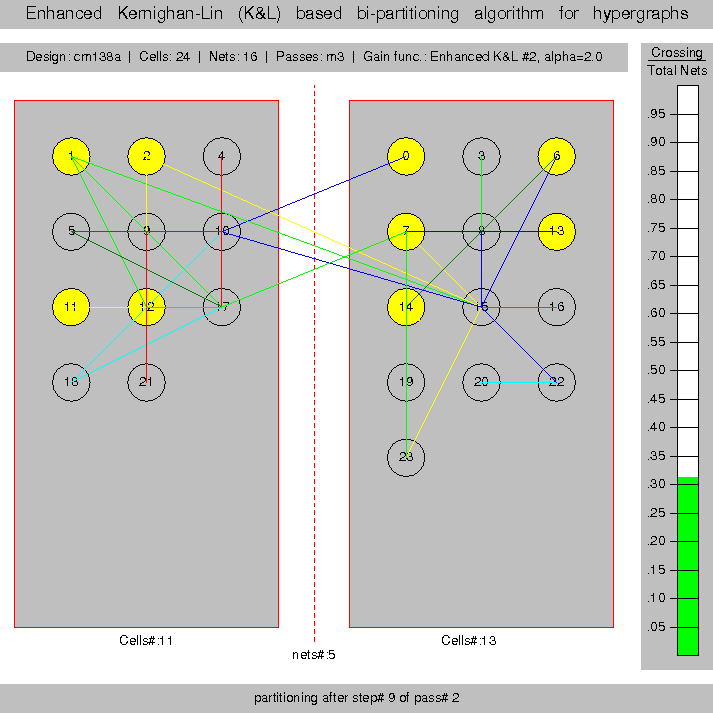 Enhanced Kernighan-Lin (K&L) based bi-partitioning algorithm for hypergraphs
Design: cm138a | Cells: 24 | Nets: 16 | Passes: m3 | Gain func.: Enhanced K&L #2, alpha=2.0
Crossing
Total Nets
1 2 4 0 3 6
5 9 10 7 8 13
11 12 17 14 15 16
18 21 19 20 22
23
.95
.90
.85
.80
.75
.70
.65
.60
.55
.50
.45
.40
.35
.30
.25
.20
.15
.10
.05
Cells#:11
Cells#:13
nets#:5
partitioning after step# 9 of pass# 2